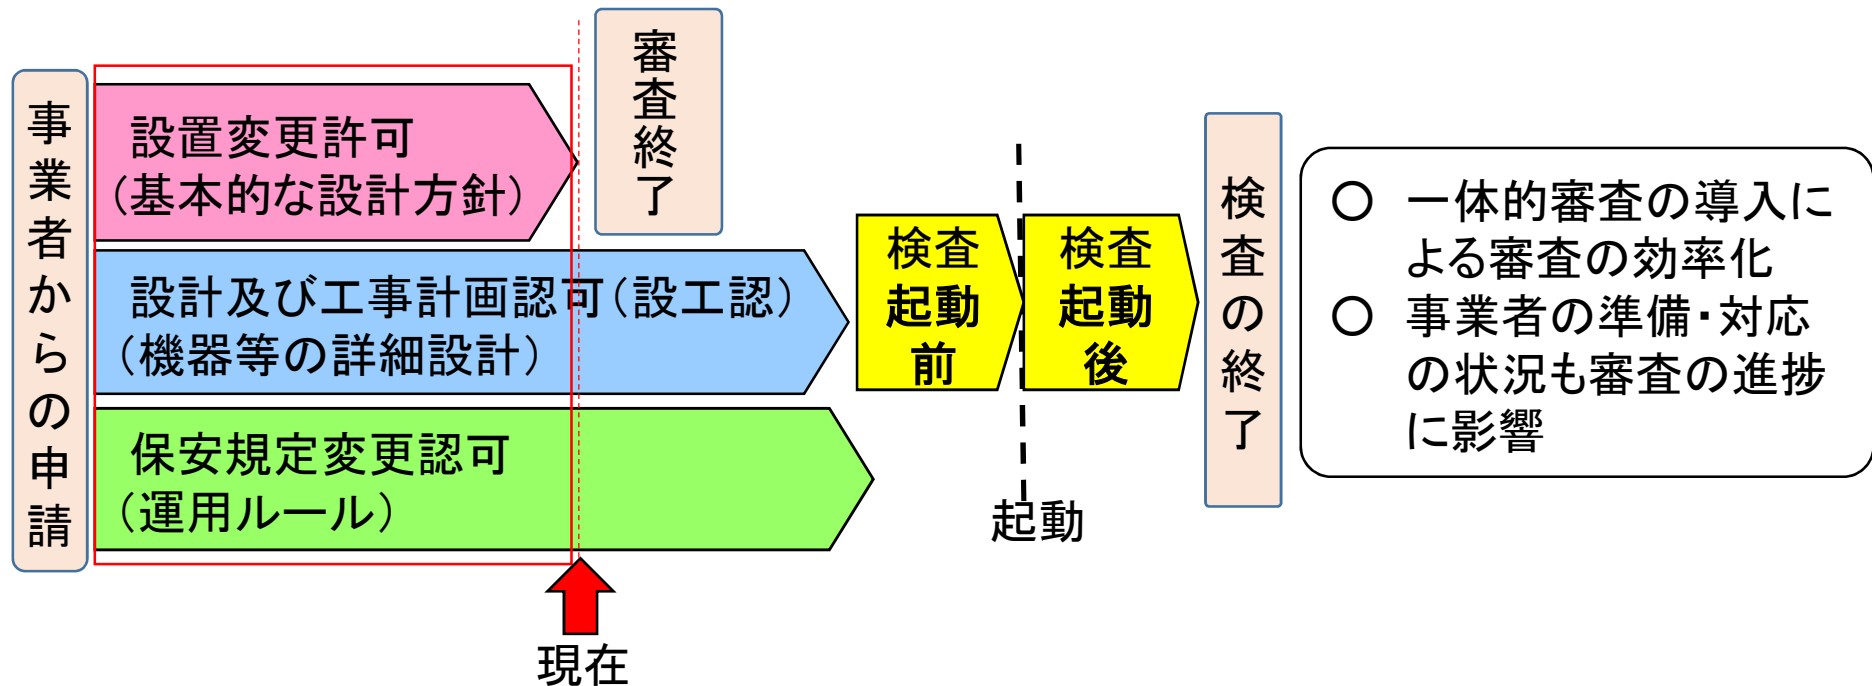 事業者からの申請
設置変更許可
（基本的な設計方針）
審査終了
設計及び工事計画認可（設工認）
（機器等の詳細設計）
保安規定変更認可
（運用ルール）
現在
検査
起動
前
検査
起動
後
起動
検査の終了
○ 一体的審査の導入に
よる審査の効率化
○ 事業者の準備・対応
の状況も審査の進捗
に影響